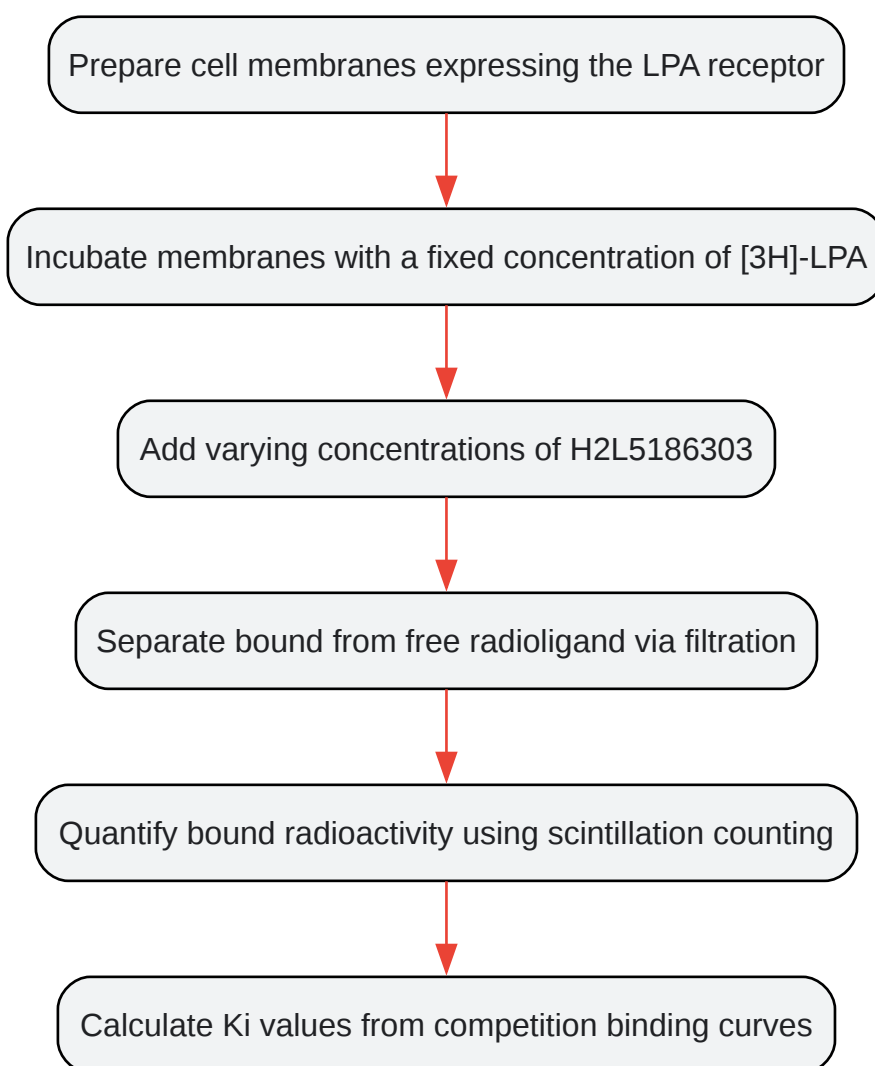 Prepare cell membranes expressing the LPA receptor
Incubate membranes with a fixed concentration of [3H]-LPA
Add varying concentrations of H2L5186303
Separate bound from free radioligand via filtration
Quantify bound radioactivity using scintillation counting
Calculate Ki values from competition binding curves